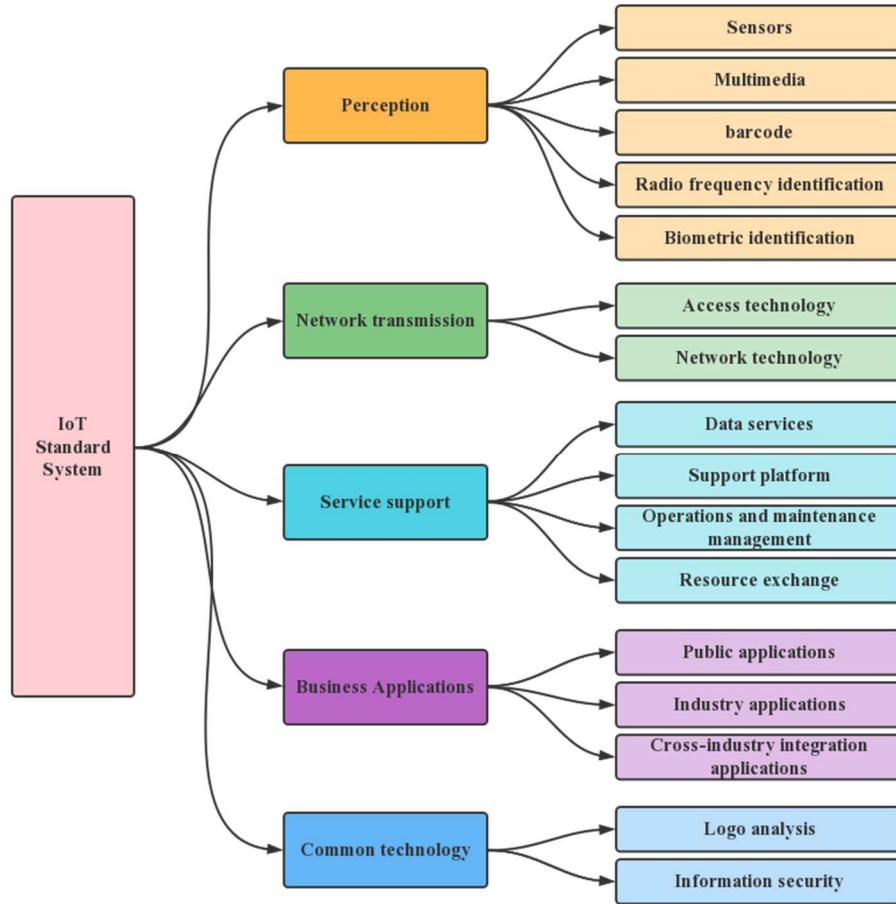 IoT
Standard
System
Perception
Sensors
Multimedia
barcode
Radio frequency identification
Biometric identification
Network transmission
Access technology
Network technology
Service support
Data services
Support platform
Operations and maintenance
management
Resource exchange
Business Applications
Public applications
Industry applications
Cross-industry integration
applications
Common technology
Logo analysis
Information security